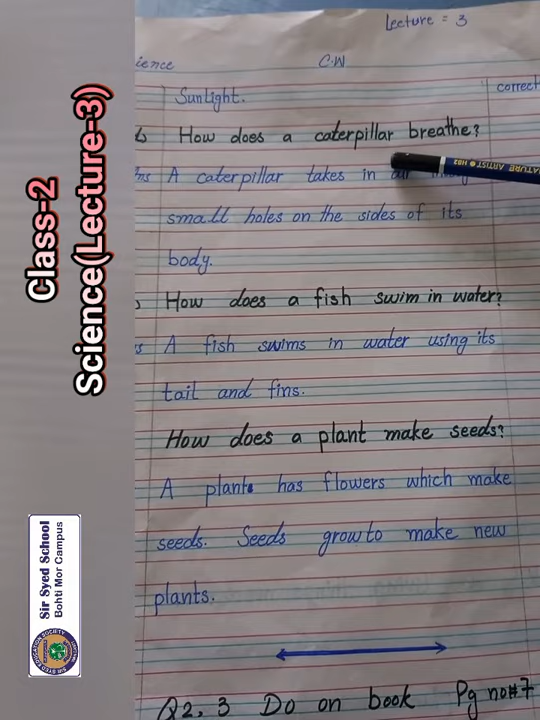 Lecture = 3
ience C.W
correct
Sunlight.
How does a caterpillar breathe?
Ans A caterpillar takes in air
small holes on the sides of its
body.
How does a fish swim in water?
A fish swims in water using its
tail and fins.
How does a plant make seeds?
A plant has flowers which make
seeds. Seeds grow to make new
plants.
Q2, 3 Do on book Pg no#7
Class-2
Science(Lecture-3)
Sir Syed School
Bohti Mor Campus